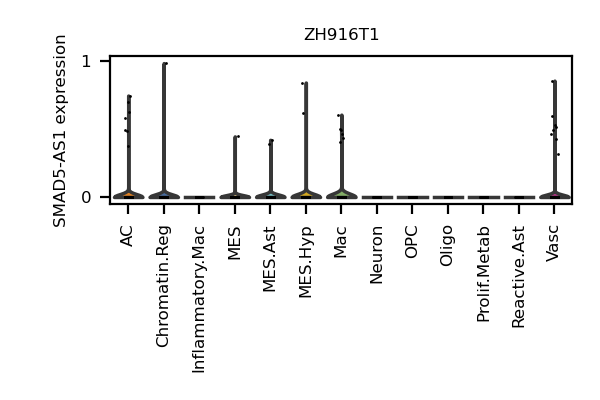 ZH916T1
SMAD5-AS1 expression
1
0
AC
Chromatin.Reg
Inflammatory.Mac
MES
MES.Ast
MES.Hyp
Mac
Neuron
OPC
Oligo
Prolif.Metab
Reactive.Ast
Vasc